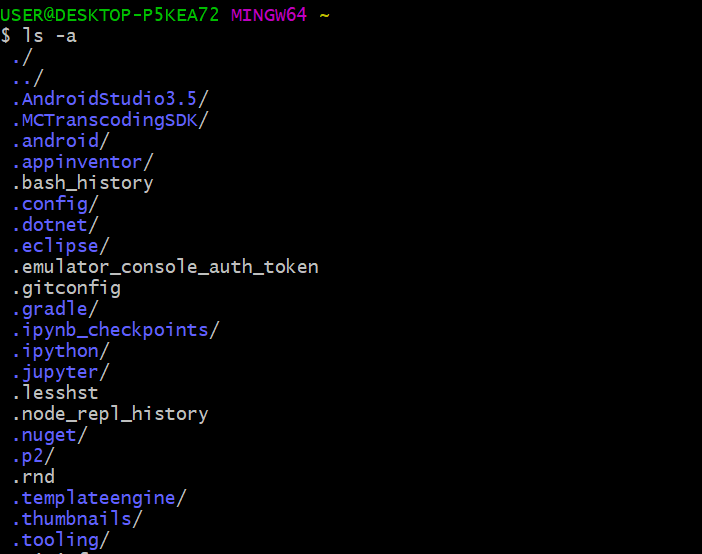 USER@DESKTOP-P5KEA72 MINGW64 ~
$ ls -a
./
../
.AndroidStudio3.5/
.MCTranscodingSDK/
.android/
.appinventor/
.bash_history
.config/
.dotnet/
.eclipse/
.emulator_console_auth_token
.gitconfig
.gradle/
.ipynb_checkpoints/
.ipython/
.jupyter/
.lesshst
.node_repl_history
.nuget/
.p2/
.rnd
.templateengine/
.thumbnails/
.tooling/